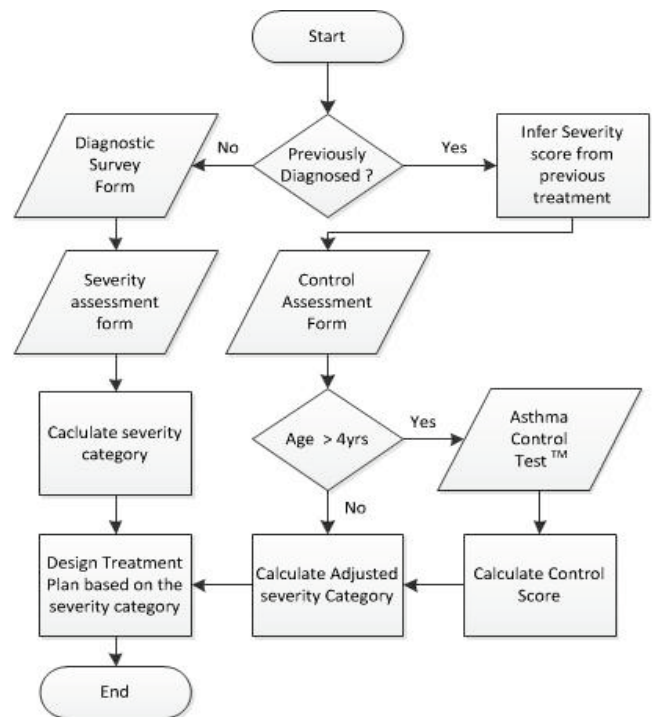 Start
Previously
Diagnosed ?
No
Yes
Diagnostic
Survey
Form
Infer Severity
score from
previous
treatment
Severity
assessment
form
Control
Assessment
Form
Caclulate severity
category
Age > 4yrs
Yes
No
Asthma
Control
Test™
Design Treatment
Plan based on the
severity category
Calculate Adjusted
severity Category
Calculate Control
Score
End